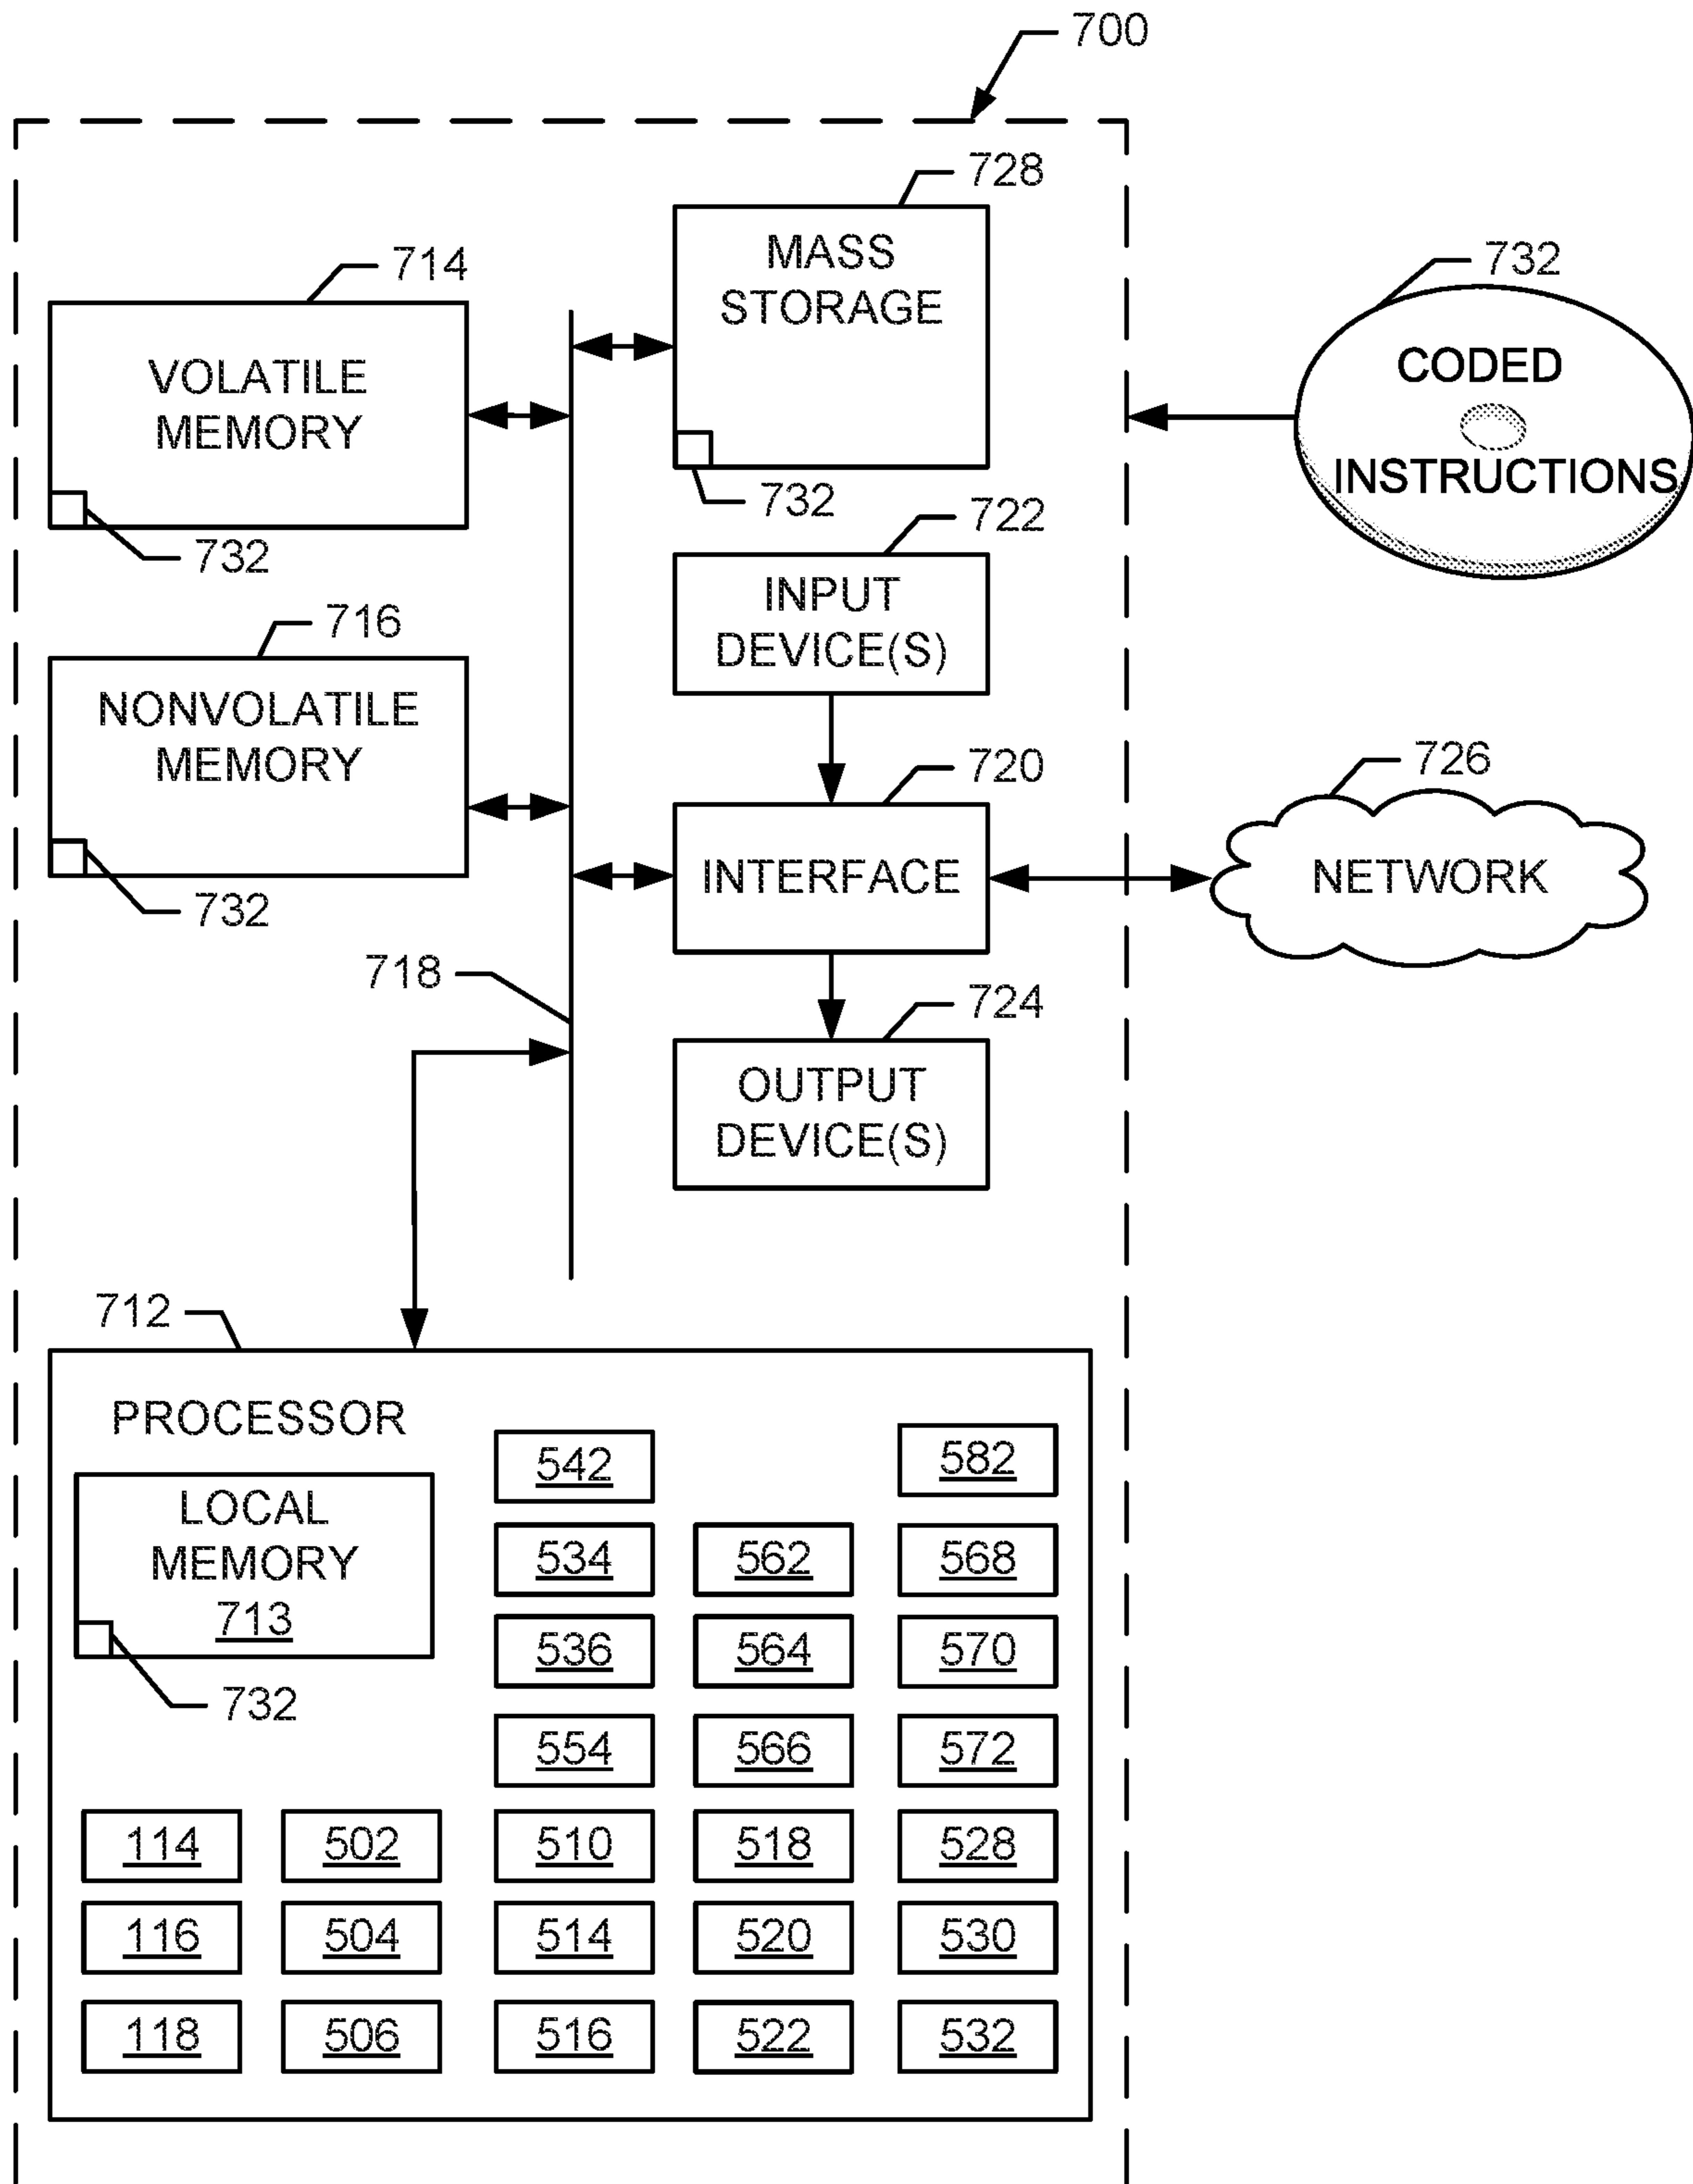 700
728
MASS
STORAGE
732
714
VOLATILE
MEMORY
732
732
CODED
INSTRUCTIONS
722
INPUT
DEVICE(S)
716
NONVOLATILE
MEMORY
732
720
INTERFACE
726
NETWORK
718
724
OUTPUT
DEVICE(S)
712
PROCESSOR
LOCAL
MEMORY
713
732
542
582
534
562
568
536
564
570
554
566
572
114
502
510
518
528
116
504
514
520
530
118
506
516
522
532